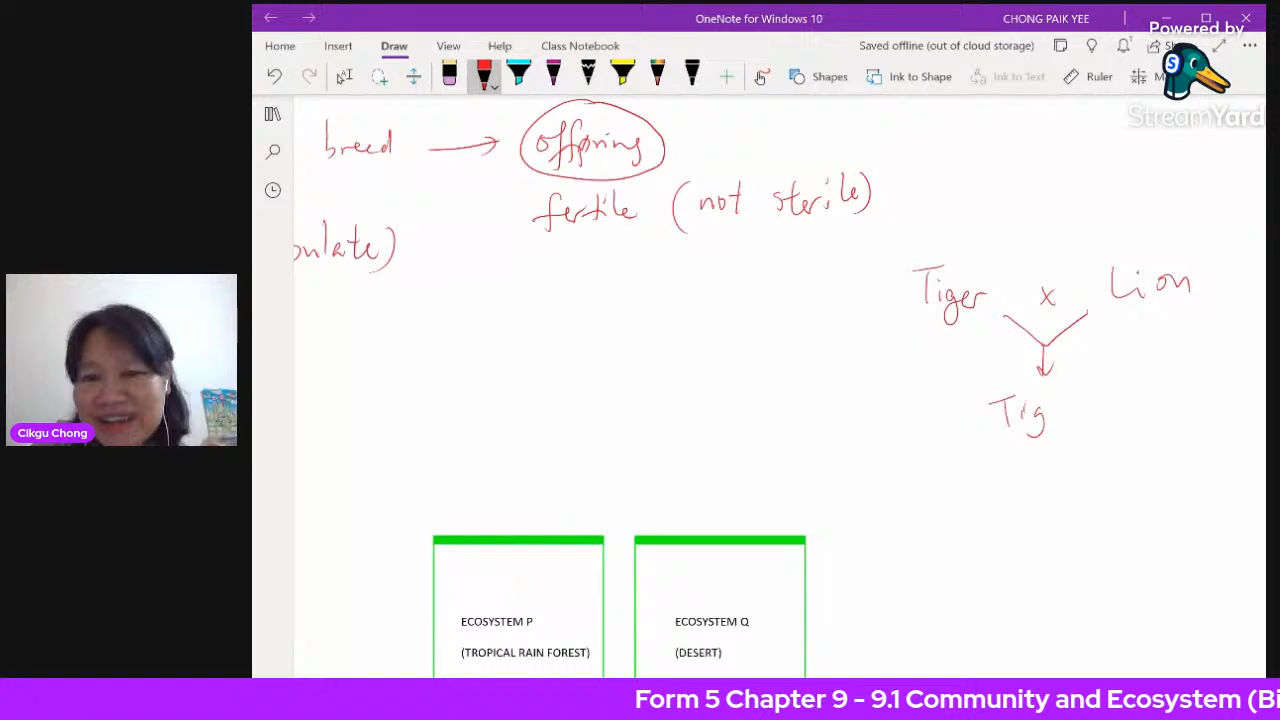 OneNote for Windows 10
CHONG PAIK YEE
Powered by
StreamYard
Home Insert Draw View Help Class Notebook
Saved offline (out of cloud storage)
Shapes Ink to Shape Ink to Text Ruler
breed → offspring
fertile (not sterile)
pulate)
Tiger x Lion
Tig
Cikgu Chong
ECOSYSTEM P
(TROPICAL RAIN FOREST)
ECOSYSTEM Q
(DESERT)
Form 5 Chapter 9 - 9.1 Community and Ecosystem (Bi